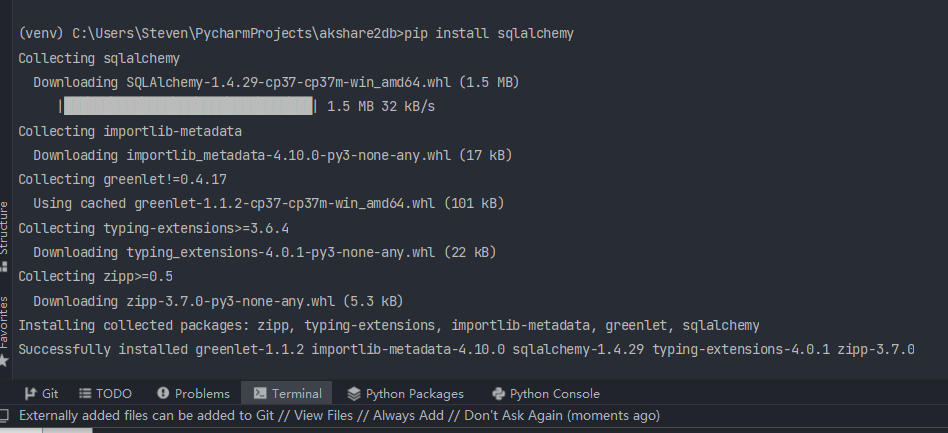 (venv) C:\Users\Steven\PycharmProjects\akshare2db>pip install sqlalchemy
Collecting sqlalchemy
  Downloading SQLAlchemy-1.4.29-cp37-cp37m-win_amd64.whl (1.5 MB)
     |████████████████████████████████| 1.5 MB 32 kB/s
Collecting importlib-metadata
  Downloading importlib_metadata-4.10.0-py3-none-any.whl (17 kB)
Collecting greenlet!=0.4.17
  Using cached greenlet-1.1.2-cp37-cp37m-win_amd64.whl (101 kB)
Collecting typing-extensions>=3.6.4
  Downloading typing_extensions-4.0.1-py3-none-any.whl (22 kB)
Collecting zipp>=0.5
  Downloading zipp-3.7.0-py3-none-any.whl (5.3 kB)
Installing collected packages: zipp, typing-extensions, importlib-metadata, greenlet, sqlalchemy
Successfully installed greenlet-1.1.2 importlib-metadata-4.10.0 sqlalchemy-1.4.29 typing-extensions-4.0.1 zipp-3.7.0
Structure
Favorites
Git TODO Problems Terminal Python Packages Python Console
Externally added files can be added to Git // View Files // Always Add // Don't Ask Again (moments ago)